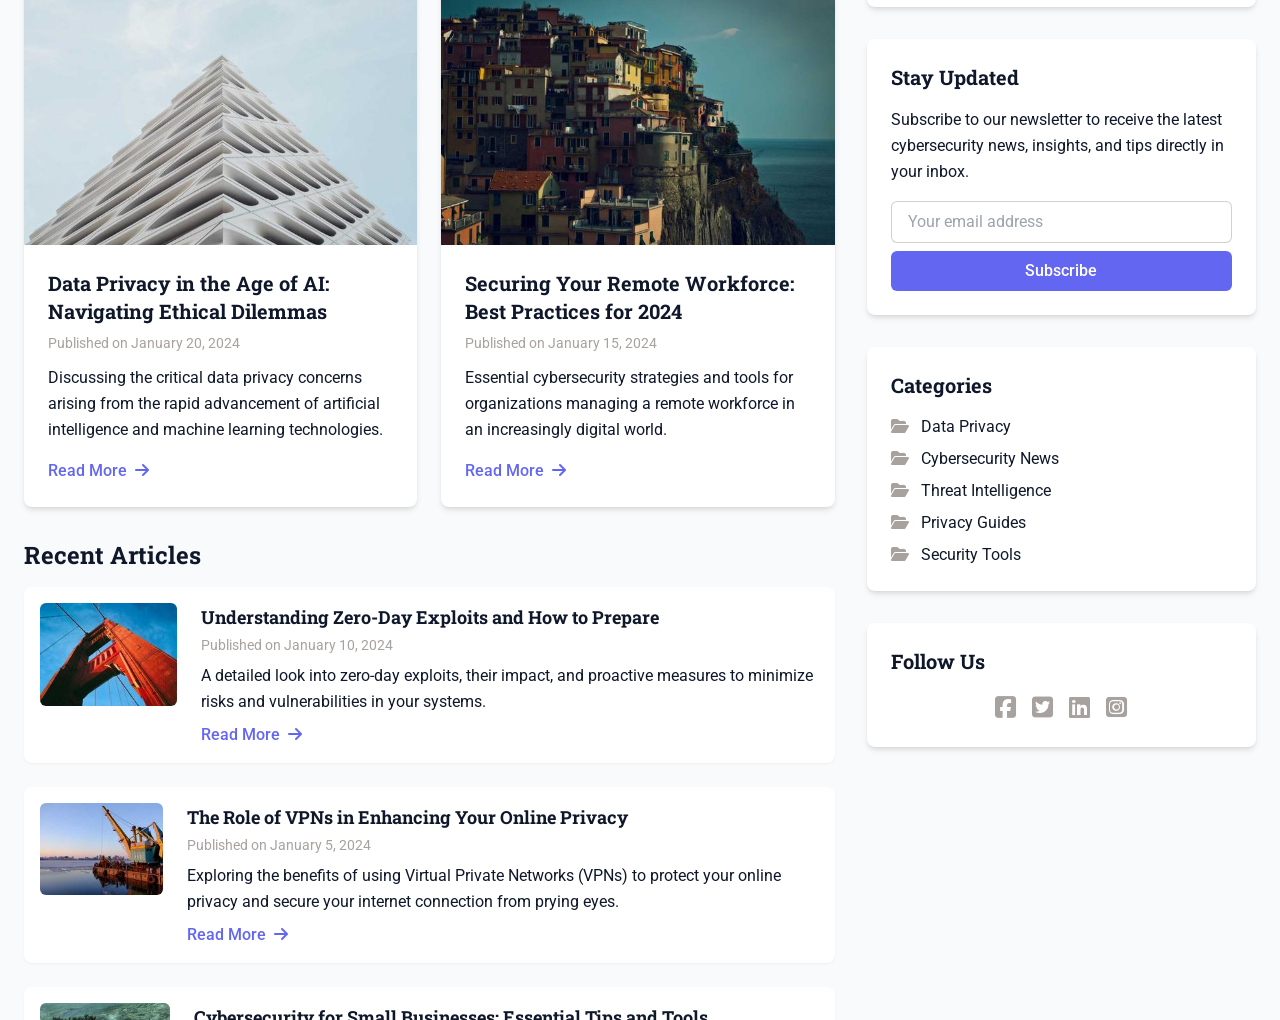 Data Privacy in the Age of AI:
Navigating Ethical Dilemmas
Published on January 20, 2024
Discussing the critical data privacy concerns
arising from the rapid advancement of artificial
intelligence and machine learning technologies.
Read More
Securing Your Remote Workforce:
Best Practices for 2024
Published on January 15, 2024
Essential cybersecurity strategies and tools for
organizations managing a remote workforce in
an increasingly digital world.
Read More
Recent Articles
Understanding Zero-Day Exploits and How to Prepare
Published on January 10, 2024
A detailed look into zero-day exploits, their impact, and proactive measures to minimize
risks and vulnerabilities in your systems.
Read More
The Role of VPNs in Enhancing Your Online Privacy
Published on January 5, 2024
Exploring the benefits of using Virtual Private Networks (VPNs) to protect your online
privacy and secure your internet connection from prying eyes.
Read More
Cybersecurity for Small Businesses: Essential Tips and Tools
Stay Updated
Subscribe to our newsletter to receive the latest
cybersecurity news, insights, and tips directly in
your inbox.
Your email address
Subscribe
Categories
Data Privacy
Cybersecurity News
Threat Intelligence
Privacy Guides
Security Tools
Follow Us